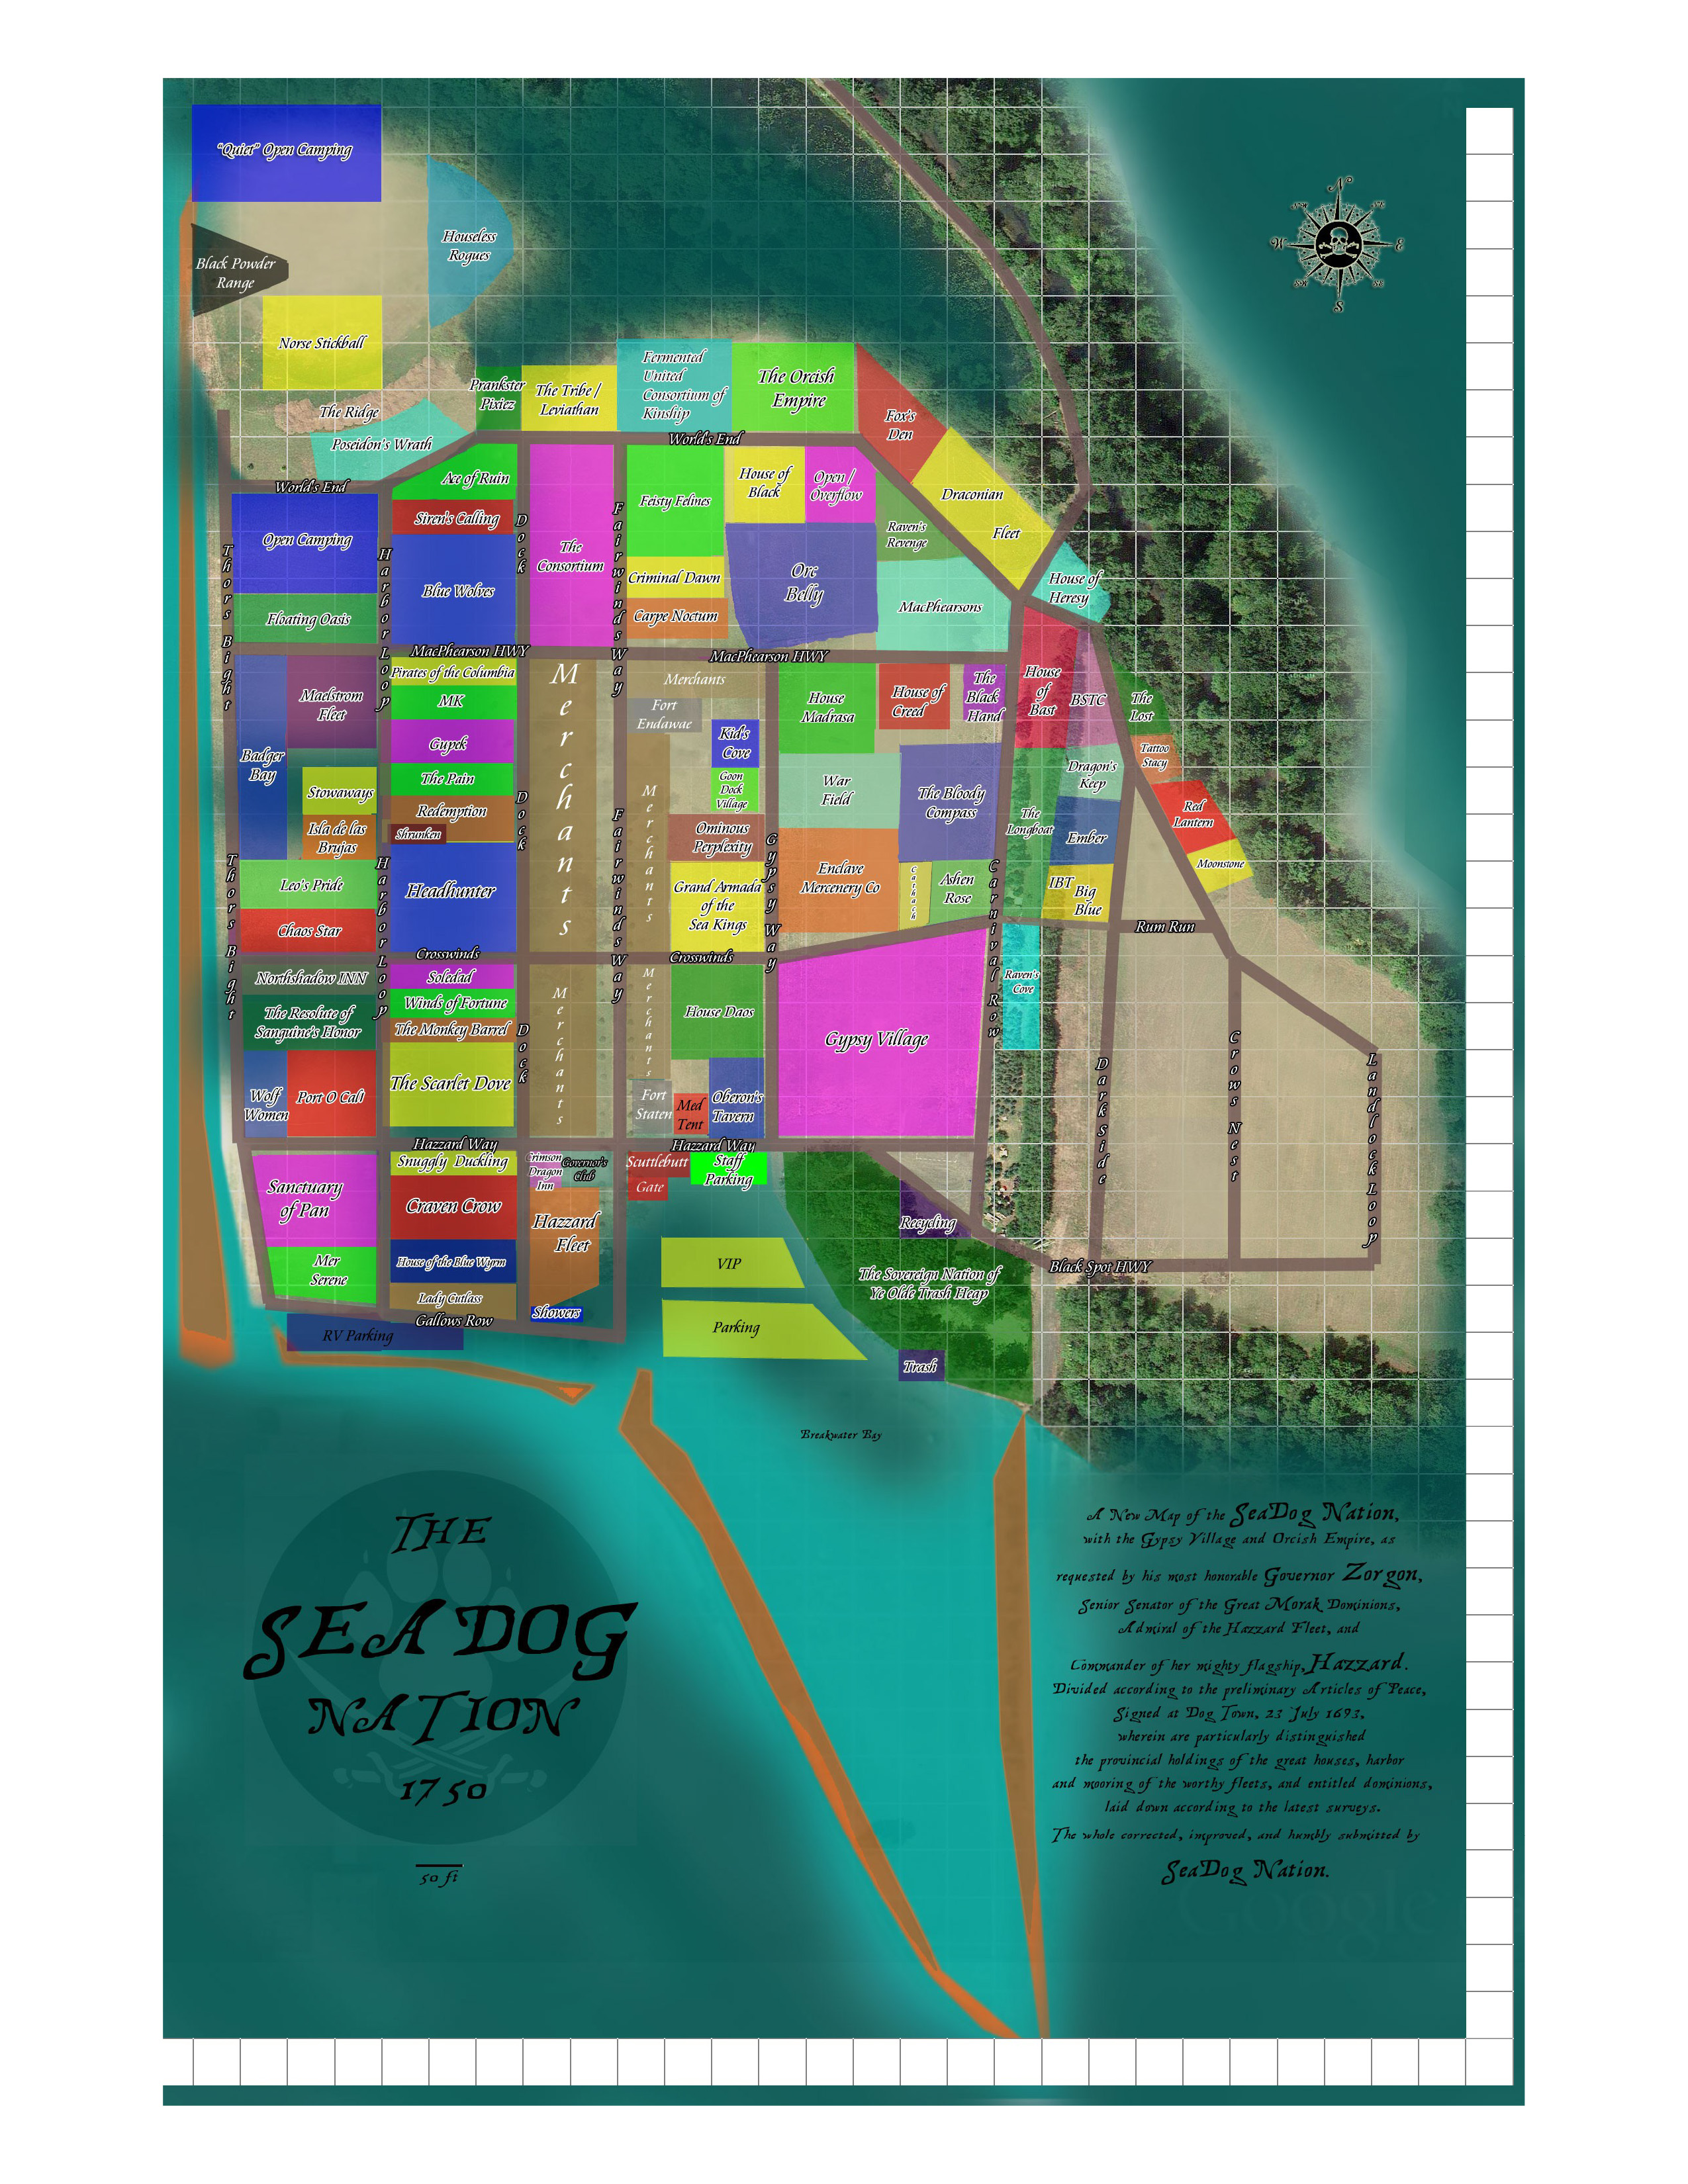 "Quiet" Open Camping
Houseless
Rogues
Black Powder
Range
Norse Stickball
The Ridge
Poseidon's Wrath
Prankster
Pixiez
The Tribe /
Leviathan
Fermented
United
Consortium of
Kinship
The Orcish
Empire
Fox's
Den
Draconian
Fleet
House of
Heresy
World's End
World's End
N
E
S
W
Ace of Ruin
Siren's Calling
Blue Wolves
Open Camping
Floating Oasis
The
Consortium
Feisty Felines
House of
Black
Open /
Overflow
Raven's
Revenge
Criminal Dawn
Carpe Noctum
Orc
Belly
MacPhearsons
Thors Bight
Harbor Loop
Dock
Fairwinds Way
MacPhearson HWY
MacPhearson HWY
Maelstrom
Fleet
Badger
Bay
Stowaways
Isla de las
Brujas
Leo's Pride
Chaos Star
Pirates of the Columbia
MK
Gupek
The Pain
Redemption
Shrunken
Headhunter
Merchants
Merchants
Fort
Endawae
Kid's
Cove
Goon
Dock
Village
Merchants
Ominous
Perplexity
Grand Armada
of the
Sea Kings
House
Madrasa
House of
Creed
The
Black
Hand
War
Field
The Bloody
Compass
Enclave
Mercenery Co
Cathach
Ashen
Rose
House
of
Bast
BSTC
The
Lost
Tattoo
Stacy
Dragon's
Keep
The
Longboat
Ember
Red
Lantern
Moonstone
IBT
Big
Blue
Rum Run
Thors Bight
Harbor Loop
Dock
Fairwinds Way
Gypsy Way
Carnival Row
Crosswinds
Crosswinds
Northshadow INN
The Resolute of
Sanguine's Honor
Wolf
Women
Port O Call
Soledad
Winds of Fortune
The Monkey Barrel
The Scarlet Dove
Dock
Merchants
Merchants
House Daos
Fort
Staten
Med
Tent
Oberon's
Tavern
Gypsy Village
Raven's
Cove
Dark Side
Crows Nest
Landlock Loop
Hazzard Way
Hazzard Way
Sanctuary
of Pan
Mer
Serene
Snuggly Duckling
Craven Crow
House of the Blue Wyrm
Lady Cutlass
Gallows Row
Crimson
Dragon
Inn
Governor's
Club
Hazzard
Fleet
Showers
RV Parking
Scuttlebutt
Gate
Staff
Parking
VIP
Parking
Recycling
The Sovereign Nation of
Ye Olde Trash Heap
Trash
Black Spot HWY
Breakwater Bay
THE
SEA DOG
NATION
1750
50 ft
A New Map of the SeaDog Nation,
with the Gypsy Village and Orcish Empire, as
requested by his most honorable Governor Zorgon,
Senior Senator of the Great Morak Dominions,
Admiral of the Hazzard Fleet, and
Commander of her mighty flagship, Hazzard.
Divided according to the preliminary Articles of Peace,
Signed at Dog Town, 23 July 1693,
wherein are particularly distinguished
the provincial holdings of the great houses, harbor
and mooring of the worthy fleets, and entitled dominions,
laid down according to the latest surveys.
The whole corrected, improved, and humbly submitted by
SeaDog Nation.
Google